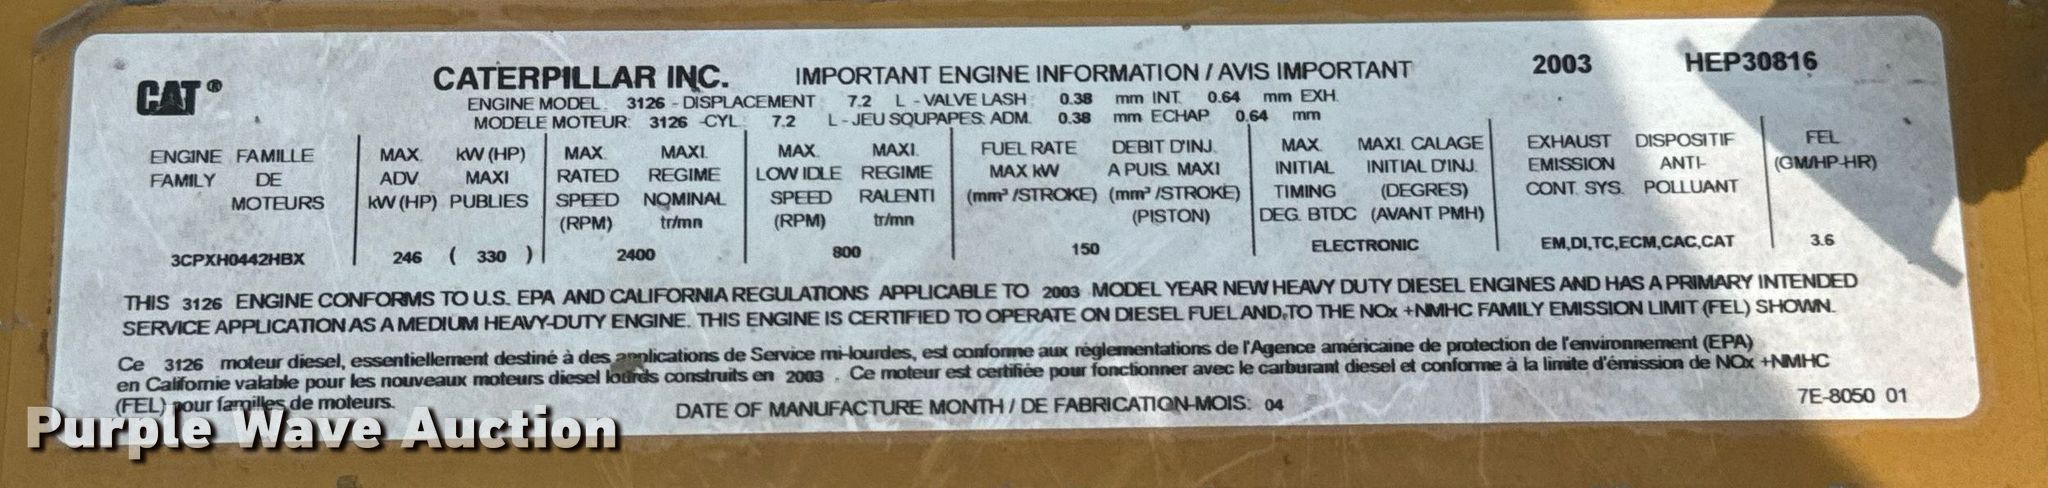 CAT®
CATERPILLAR INC. IMPORTANT ENGINE INFORMATION / AVIS IMPORTANT 2003 HEP30816
ENGINE MODEL: 3126 - DISPLACEMENT: 7.2 L - VALVE LASH: 0.38 mm INT. 0.64 mm EXH.
MODELE MOTEUR: 3126 -CYL: 7.2 L - JEU SOUPAPES: ADM. 0.38 mm ECHAP 0.64 mm
ENGINE FAMILLE
FAMILY DE
MOTEURS
3CPXH0442HBX
MAX. kW (HP)
ADV. MAXI
kW (HP) PUBLIES
246 ( 330 )
MAX. MAXI.
RATED REGIME
SPEED NOMINAL
(RPM) tr/mn
2400
MAX. MAXI.
LOW IDLE REGIME
SPEED RALENTI
(RPM) tr/mn
800
FUEL RATE DEBIT D'INJ.
MAX kW A PUIS. MAXI
(mm³ /STROKE) (mm³ /STROKE)
(PISTON)
150
MAX. MAXI. CALAGE
INITIAL INITIAL D'INJ.
TIMING (DEGRES)
DEG. BTDC (AVANT PMH)
ELECTRONIC
EXHAUST DISPOSITIF
EMISSION ANTI-
CONT. SYS. POLLUANT
EM,DI,TC,ECM,CAC,CAT
FEL
(GM/HP-HR)
3.6
THIS 3126 ENGINE CONFORMS TO U.S. EPA AND CALIFORNIA REGULATIONS APPLICABLE TO 2003 MODEL YEAR NEW HEAVY DUTY DIESEL ENGINES AND HAS A PRIMARY INTENDED
SERVICE APPLICATION AS A MEDIUM HEAVY-DUTY ENGINE. THIS ENGINE IS CERTIFIED TO OPERATE ON DIESEL FUEL AND, TO THE NOx +NMHC FAMILY EMISSION LIMIT (FEL) SHOWN.
Ce 3126 moteur diesel, essentiellement destiné à des applications de Service mi-lourdes, est conforme aux réglementations de l'Agence américaine de protection de l'environnement (EPA)
en Californie valable pour les nouveaux moteurs diesel lourds construits en 2003 . Ce moteur est certifiée pour fonctionner avec le carburant diesel et conforme à la limite d'émission de NOx +NMHC
(FEL) pour familles de moteurs.
DATE OF MANUFACTURE MONTH / DE FABRICATION-MOIS: 04
7E-8050 01
Purple Wave Auction